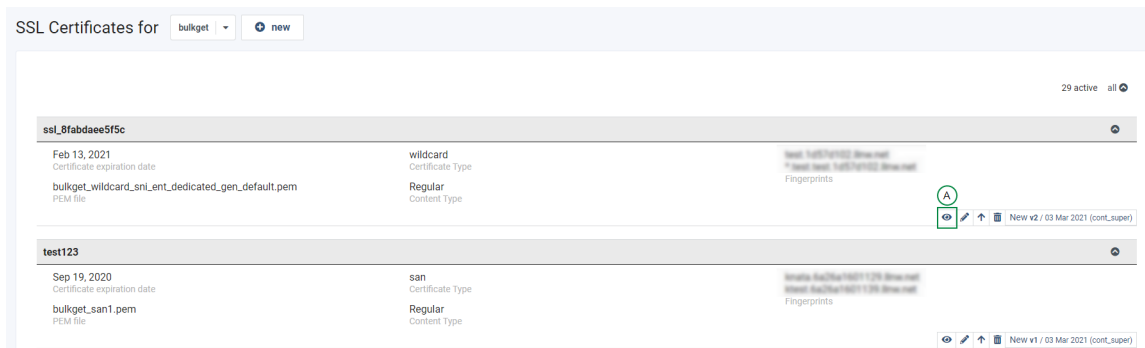 SSL Certificates for bulkget new
29 active all
ssl_8fabdaee5f5c
Feb 13, 2021 wildcard
Certificate expiration date Certificate Type
bulkget_wildcard_sni_ent_dedicated_gen_default.pem Regular Fingerprints
PEM file Content Type
A
New v2 / 03 Mar 2021 (cont_super)
test123
Sep 19, 2020 san
Certificate expiration date Certificate Type
bulkget_san1.pem Regular Fingerprints
PEM file Content Type
New v1 / 03 Mar 2021 (cont_super)